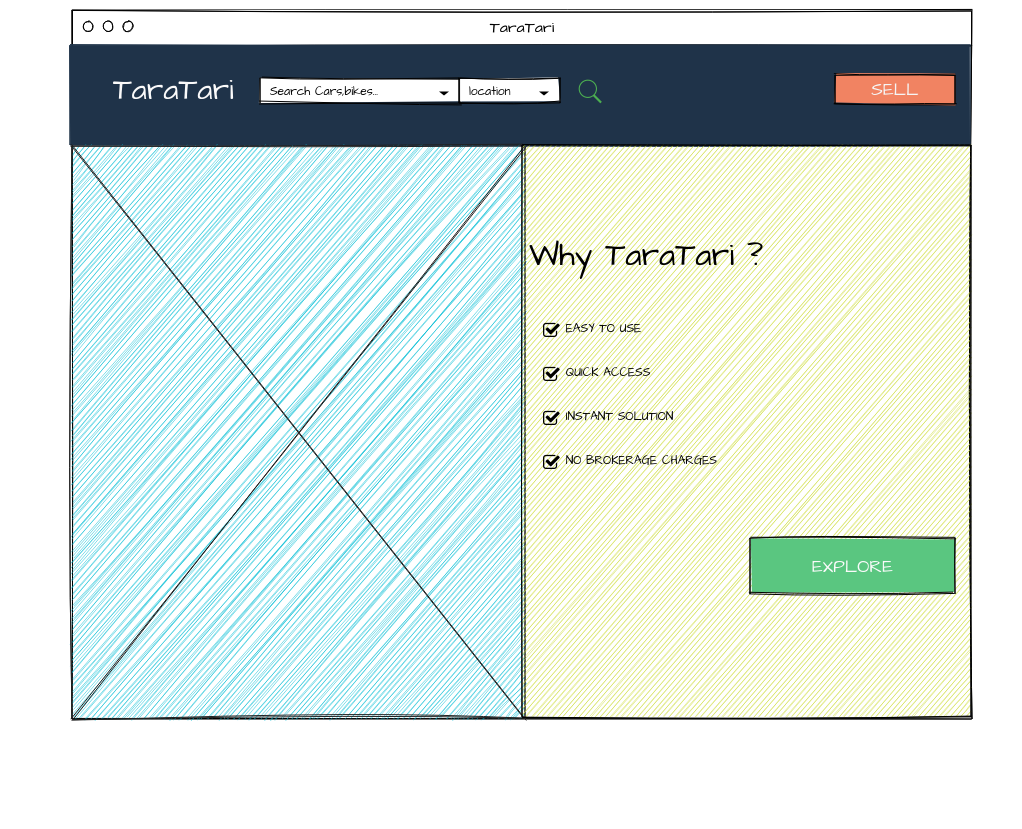 TaraTari
TaraTari
Search Cars,bikes...
location
SELL
Why TaraTari ?
EASY TO USE
QUICK ACCESS
INSTANT SOLUTION
NO BROKERAGE CHARGES
EXPLORE